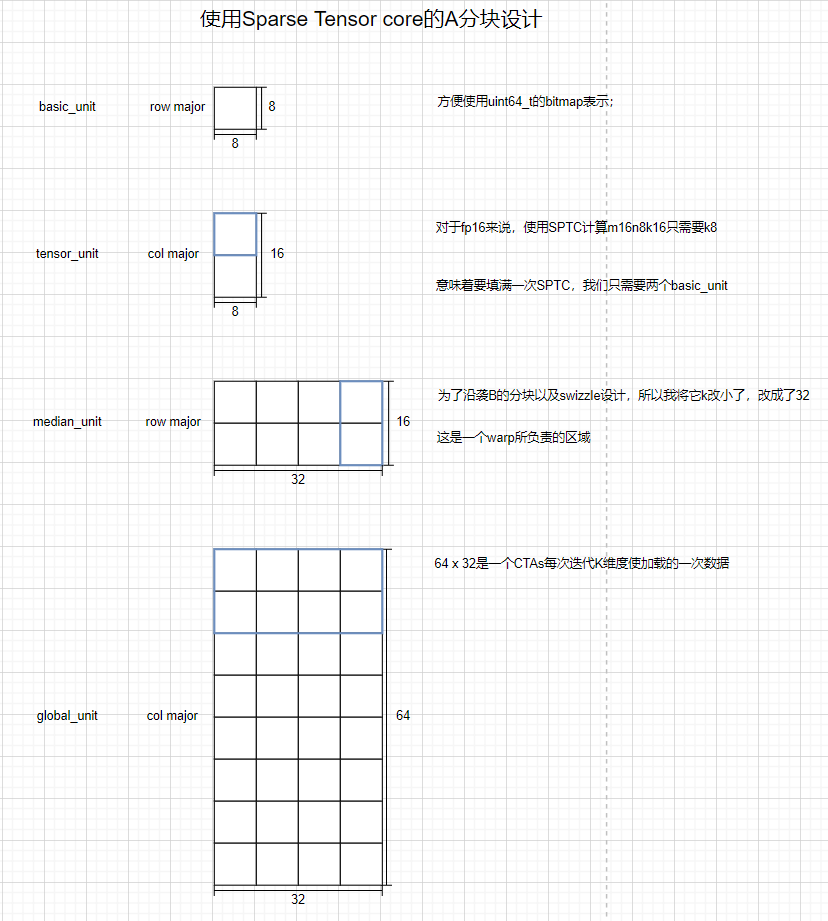 使用Sparse Tensor core的A分块设计
basic_unit
row major
8
8
方便使用uint64_t的bitmap表示；
tensor_unit
col major
16
8
对于fp16来说，使用SPTC计算m16n8k16只需要k8
意味着要填满一次SPTC，我们只需要两个basic_unit
median_unit
row major
16
32
为了沿袭B的分块以及swizzle设计，所以我将它k改小了，改成了32
这是一个warp所负责的区域
global_unit
col major
64
32
64 x 32是一个CTAs每次迭代K维度使加载的一次数据